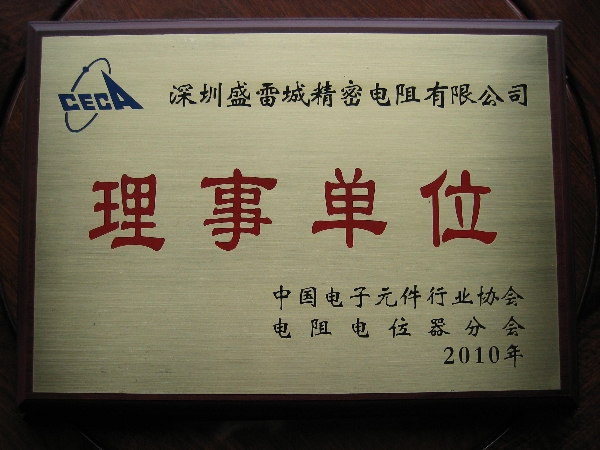 CECA
深圳盛雷城精密电阻有限公司
理事单位
中国电子元件行业协会
电阻电位器分会
2010年